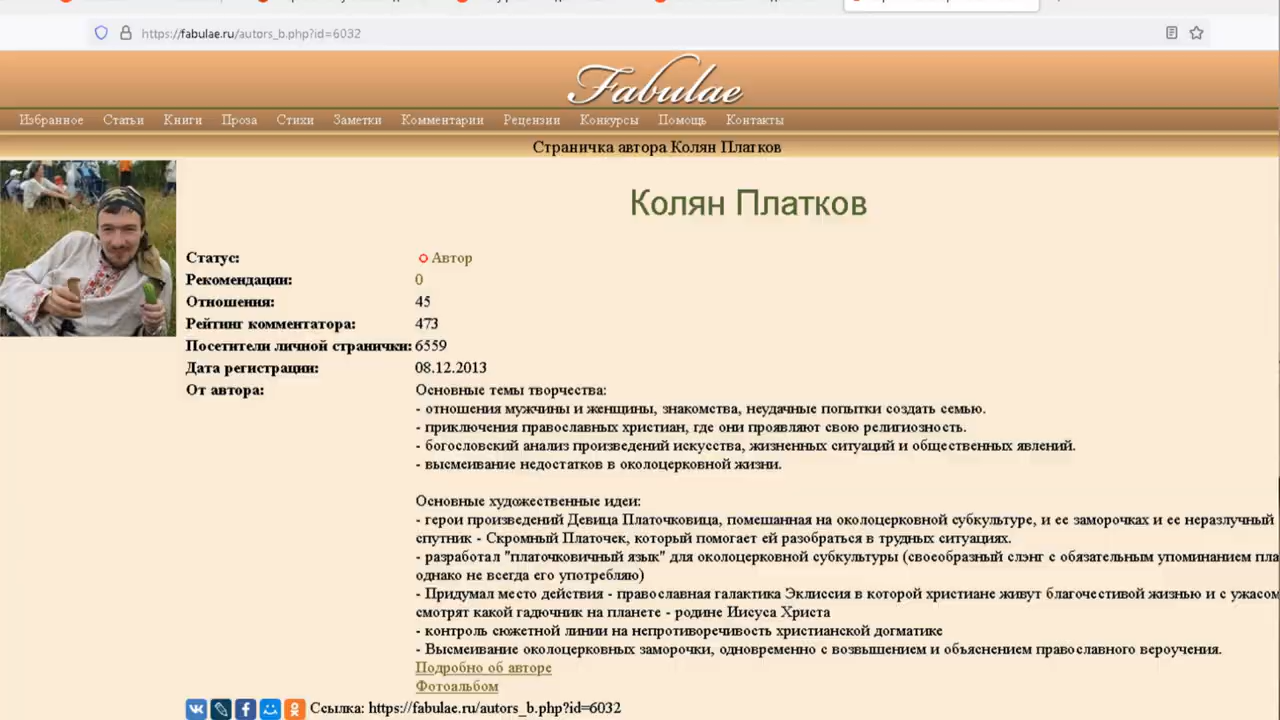 https://fabulae.ru/autors_b.php?id=6032
Fabulae
Избранное Статьи Книги Проза Стихи Заметки Комментарии Рецензии Конкурсы Помощь Контакты
Страничка автора Колян Платков
Колян Платков
Статус: Автор
Рекомендации: 0
Отношения: 45
Рейтинг комментатора: 473
Посетители личной странички: 6559
Дата регистрации: 08.12.2013
От автора: Основные темы творчества:
- отношения мужчины и женщины, знакомства, неудачные попытки создать семью.
- приключения православных христиан, где они проявляют свою религиозность.
- богословский анализ произведений искусства, жизненных ситуаций и общественных явлений.
- высмеивание недостатков в околоцерковной жизни.
Основные художественные идеи:
- герои произведений Девица Платочковица, помешанная на околоцерковной субкультуре, и ее заморочках и ее неразлучный
спутник - Скромный Платочек, который помогает ей разобраться в трудных ситуациях.
- разработал "платочковичный язык" для околоцерковной субкультуры (своеобразный слэнг с обязательным упоминанием пла
однако не всегда его употребляю)
- Придумал место действия - православная галактика Эклиссия в которой христиане живут благочестивой жизнью и с ужасом
смотрят какой гадючник на планете - родине Иисуса Христа
- контроль сюжетной линии на непротиворечивость христианской догматике
- Высмеивание околоцерковных заморочки, одновременно с возвышением и объяснением православного вероучения.
Подробно об авторе
Фотоальбом
Ссылка: https://fabulae.ru/autors_b.php?id=6032